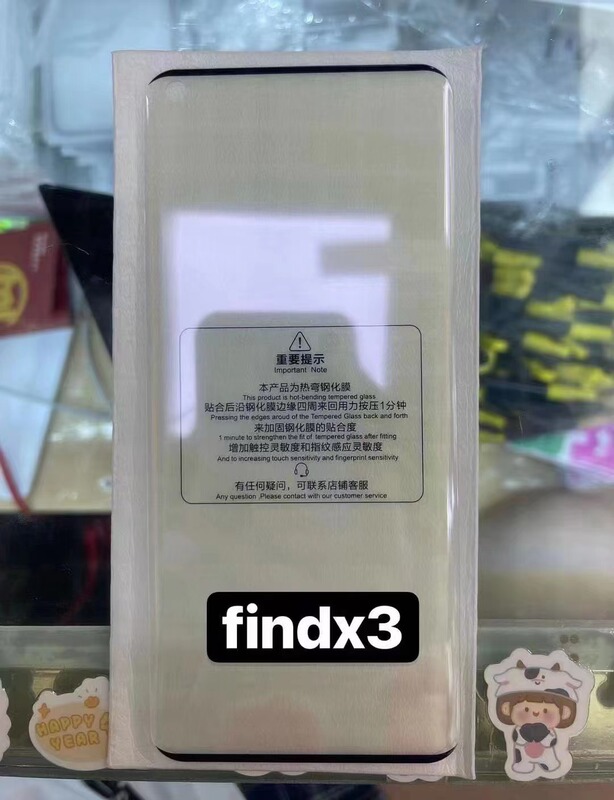 重要提示
Important Note
本产品为热弯钢化膜
This product is hot-bending tempered glass
贴合后沿钢化膜边缘四周来回用力按压1分钟
Pressing the edges aroud of the Tempered Glass back and forth
来加固钢化膜的贴合度
1 minute to strengthen the fit of tempered glass after fitting
增加触控灵敏度和指纹感应灵敏度
And to increasing touch sensitivity and fingerprint sensitivity
有任何疑问，可联系店铺客服
Any question ,Please contact with our customer service
findx3
HAPPY
YEAR